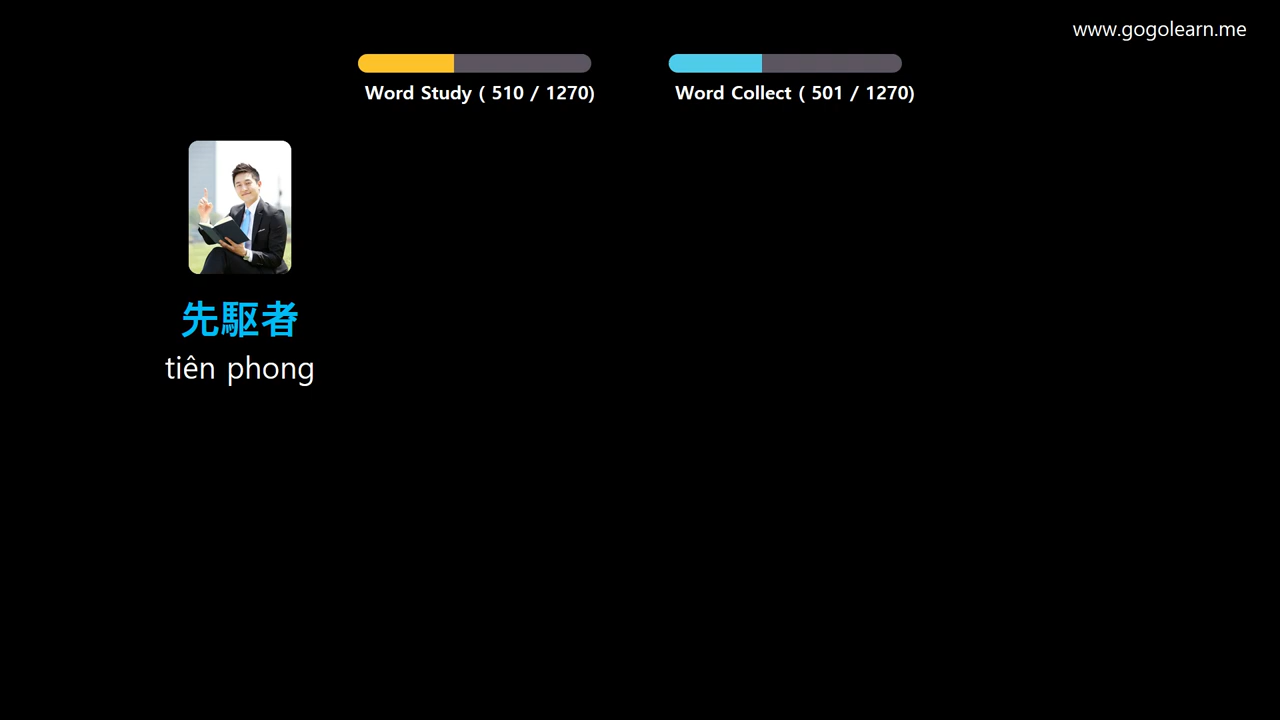 www.gogolearn.me
Word Study ( 510 / 1270)
Word Collect ( 501 / 1270)
先駆者
tiên phong